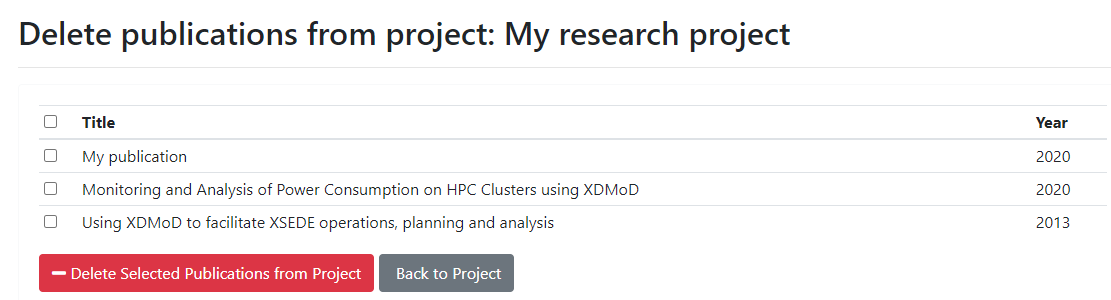 Delete publications from project: My research project
Title Year
My publication 2020
Monitoring and Analysis of Power Consumption on HPC Clusters using XDMoD 2020
Using XDMoD to facilitate XSEDE operations, planning and analysis 2013
Delete Selected Publications from Project Back to Project